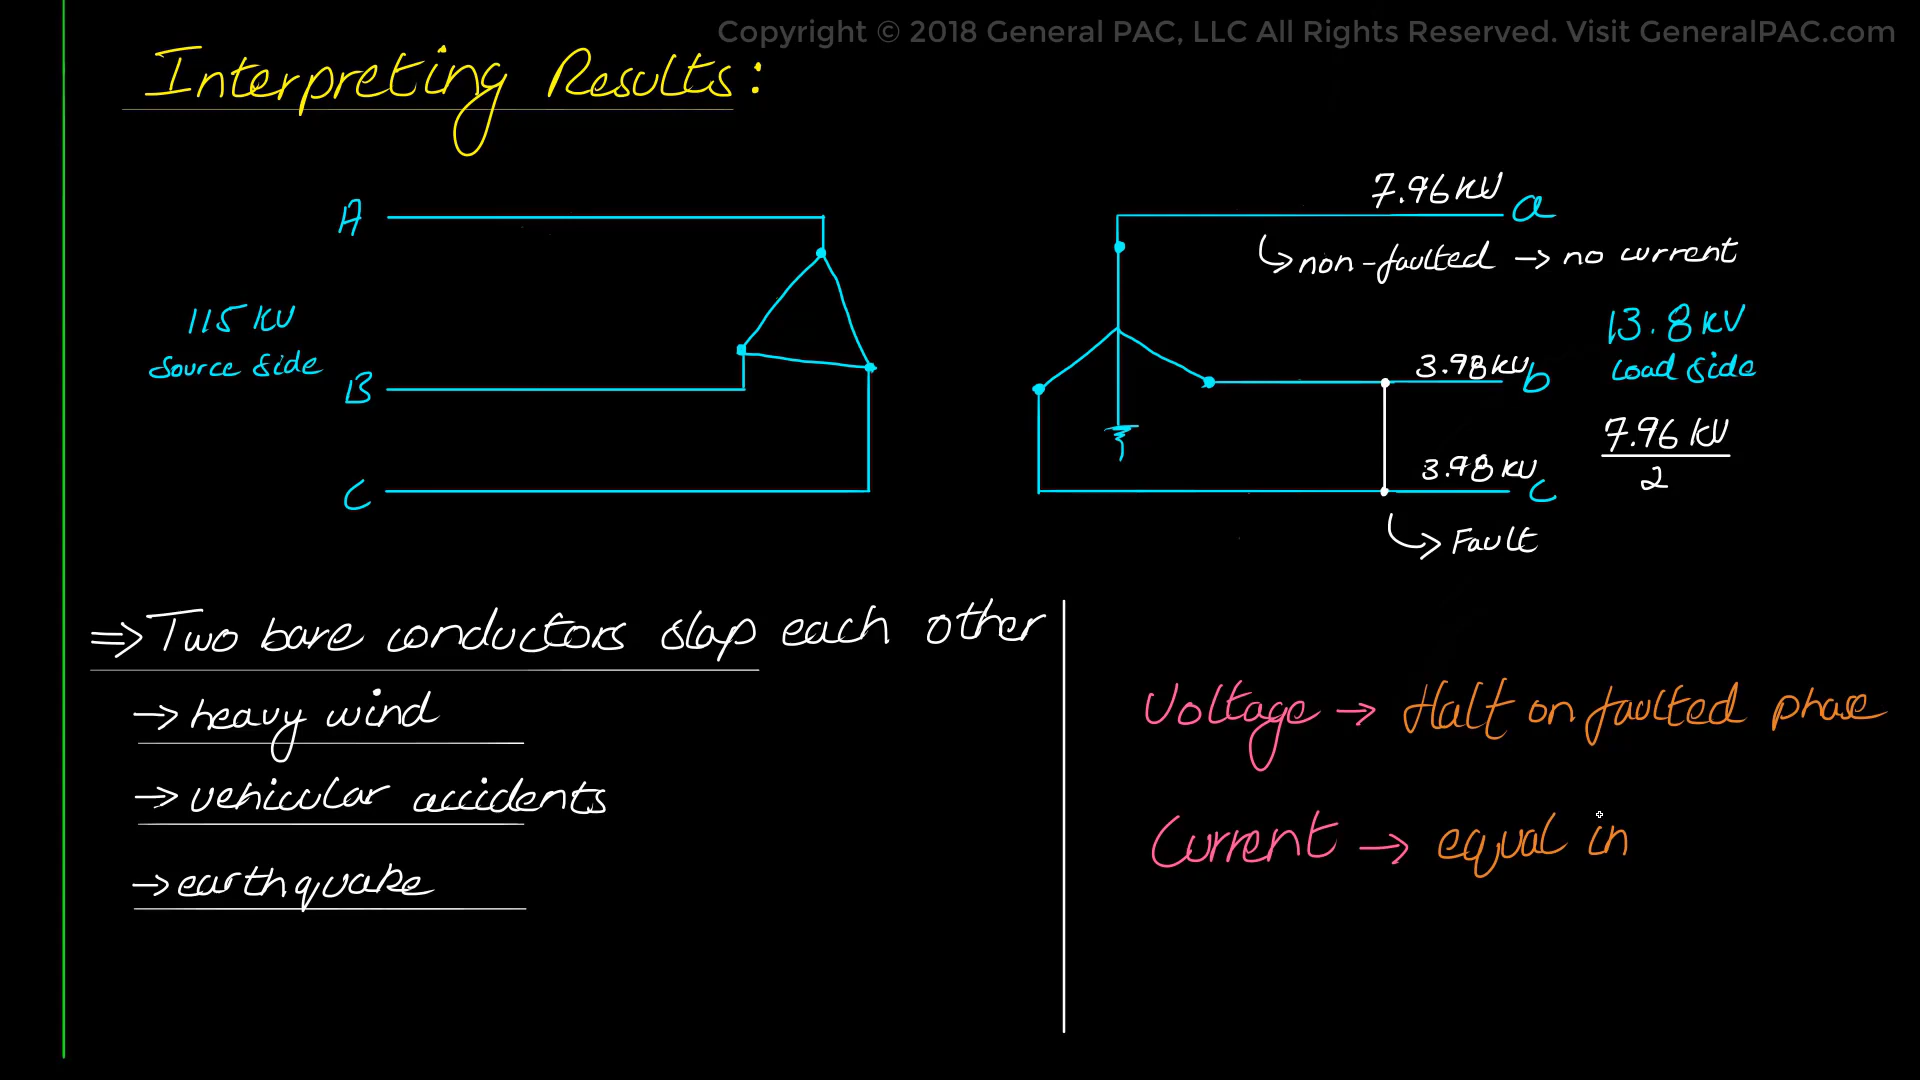 Copyright © 2018 General PAC, LLC All Rights Reserved. Visit GeneralPAC.com
Interpreting Results:
7.96 KV
A
a
↳ non-faulted → no current
115 KV
Source Side
13.8 KV
Load Side
3.98 KV
B
b
7.96 KV
2
3.98 KV
C
c
↳ Fault
⇒ Two bare conductors slap each other
→ heavy wind
→ vehicular accidents
→ earthquake
Voltage → Half on faulted phase
Current → equal in